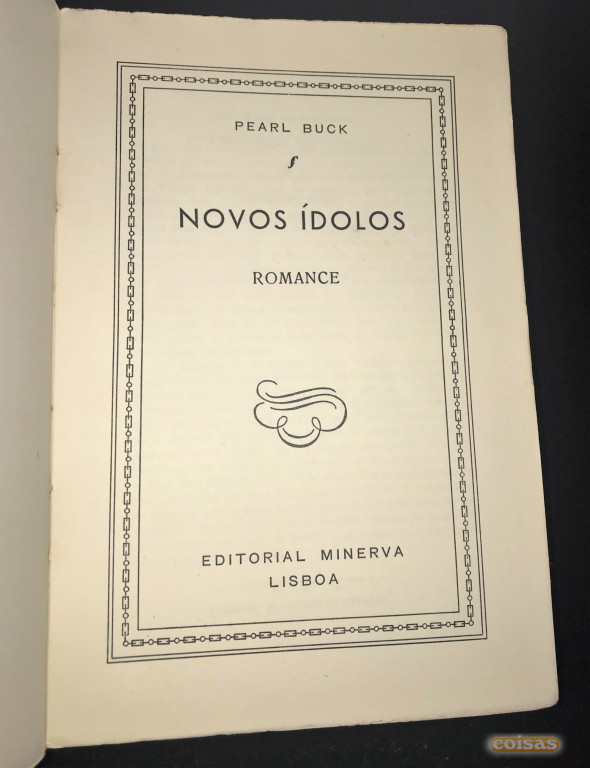 PEARL BUCK
NOVOS ÍDOLOS
ROMANCE
EDITORIAL MINERVA
LISBOA
coisas